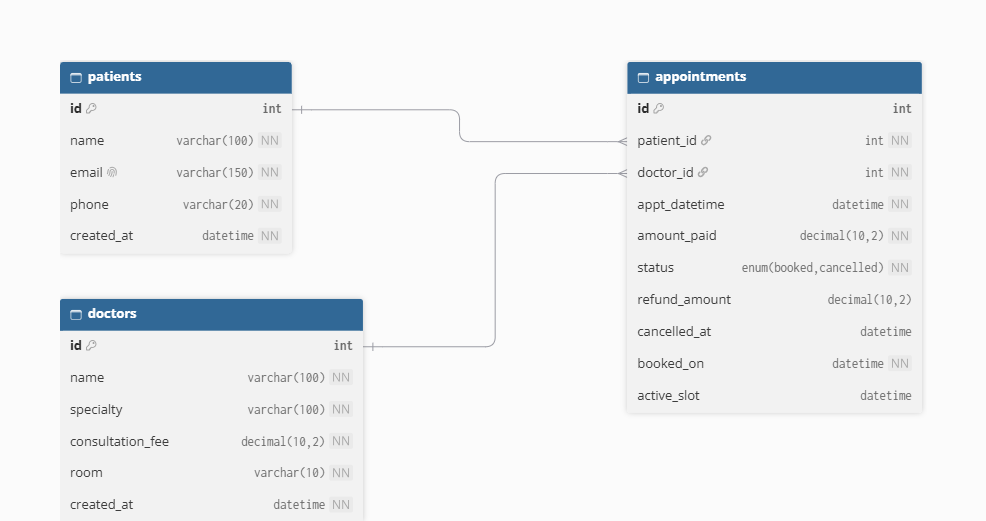 patients
id int
name varchar(100) NN
email varchar(150) NN
phone varchar(20) NN
created_at datetime NN
doctors
id int
name varchar(100) NN
specialty varchar(100) NN
consultation_fee decimal(10,2) NN
room varchar(10) NN
created_at datetime NN
appointments
id int
patient_id int NN
doctor_id int NN
appt_datetime datetime NN
amount_paid decimal(10,2) NN
status enum(booked,cancelled) NN
refund_amount decimal(10,2)
cancelled_at datetime
booked_on datetime NN
active_slot datetime